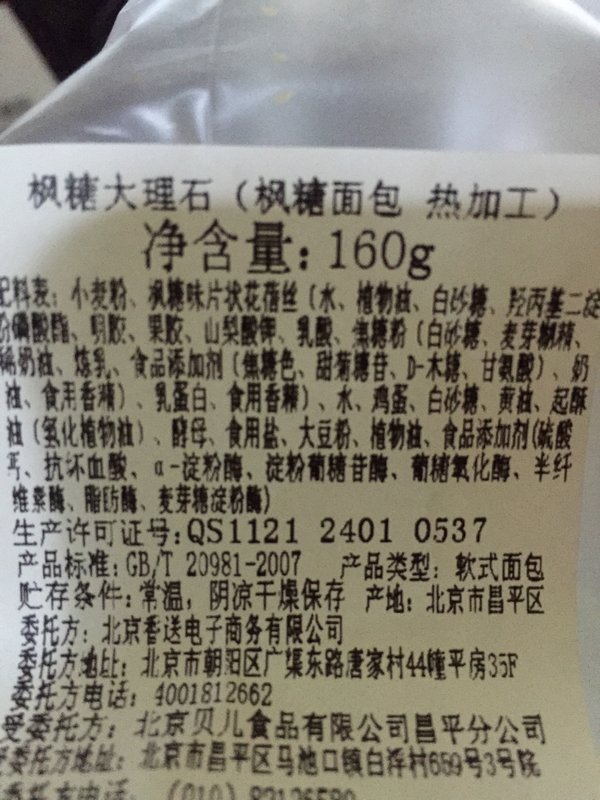 枫糖大理石（枫糖面包 热加工）
净含量：160g
配料表：小麦粉、枫糖味片状花蓓丝（水、植物油、白砂糖、羟丙基二淀
粉磷酸酯、明胶、果胶、山梨酸钾、乳酸、焦糖粉（白砂糖、麦芽糊精、
稀奶油、炼乳、食品添加剂（焦糖色、甜菊糖苷、D-木糖、甘氨酸）、奶
油、食用香精）、乳蛋白、食用香精）、水、鸡蛋、白砂糖、黄油、起酥
油（氢化植物油）、酵母、食用盐、大豆粉、植物油、食品添加剂(硫酸
钙、抗坏血酸、α-淀粉酶、淀粉葡糖苷酶、葡糖氧化酶、半纤
维素酶、脂肪酶、麦芽糖淀粉酶)
生产许可证号:QS1121 2401 0537
产品标准:GB/T 20981-2007 产品类型：软式面包
贮存条件:常温，阴凉干燥保存 产地：北京市昌平区
委托方：北京香送电子商务有限公司
委托方地址：北京市朝阳区广渠东路唐家村44幢平房35F
委托方电话：4001812662
受委托方：北京贝儿食品有限公司昌平分公司
受委托方地址：北京市昌平区马池口镇白浮村659号3号院
委托方电话：(010)